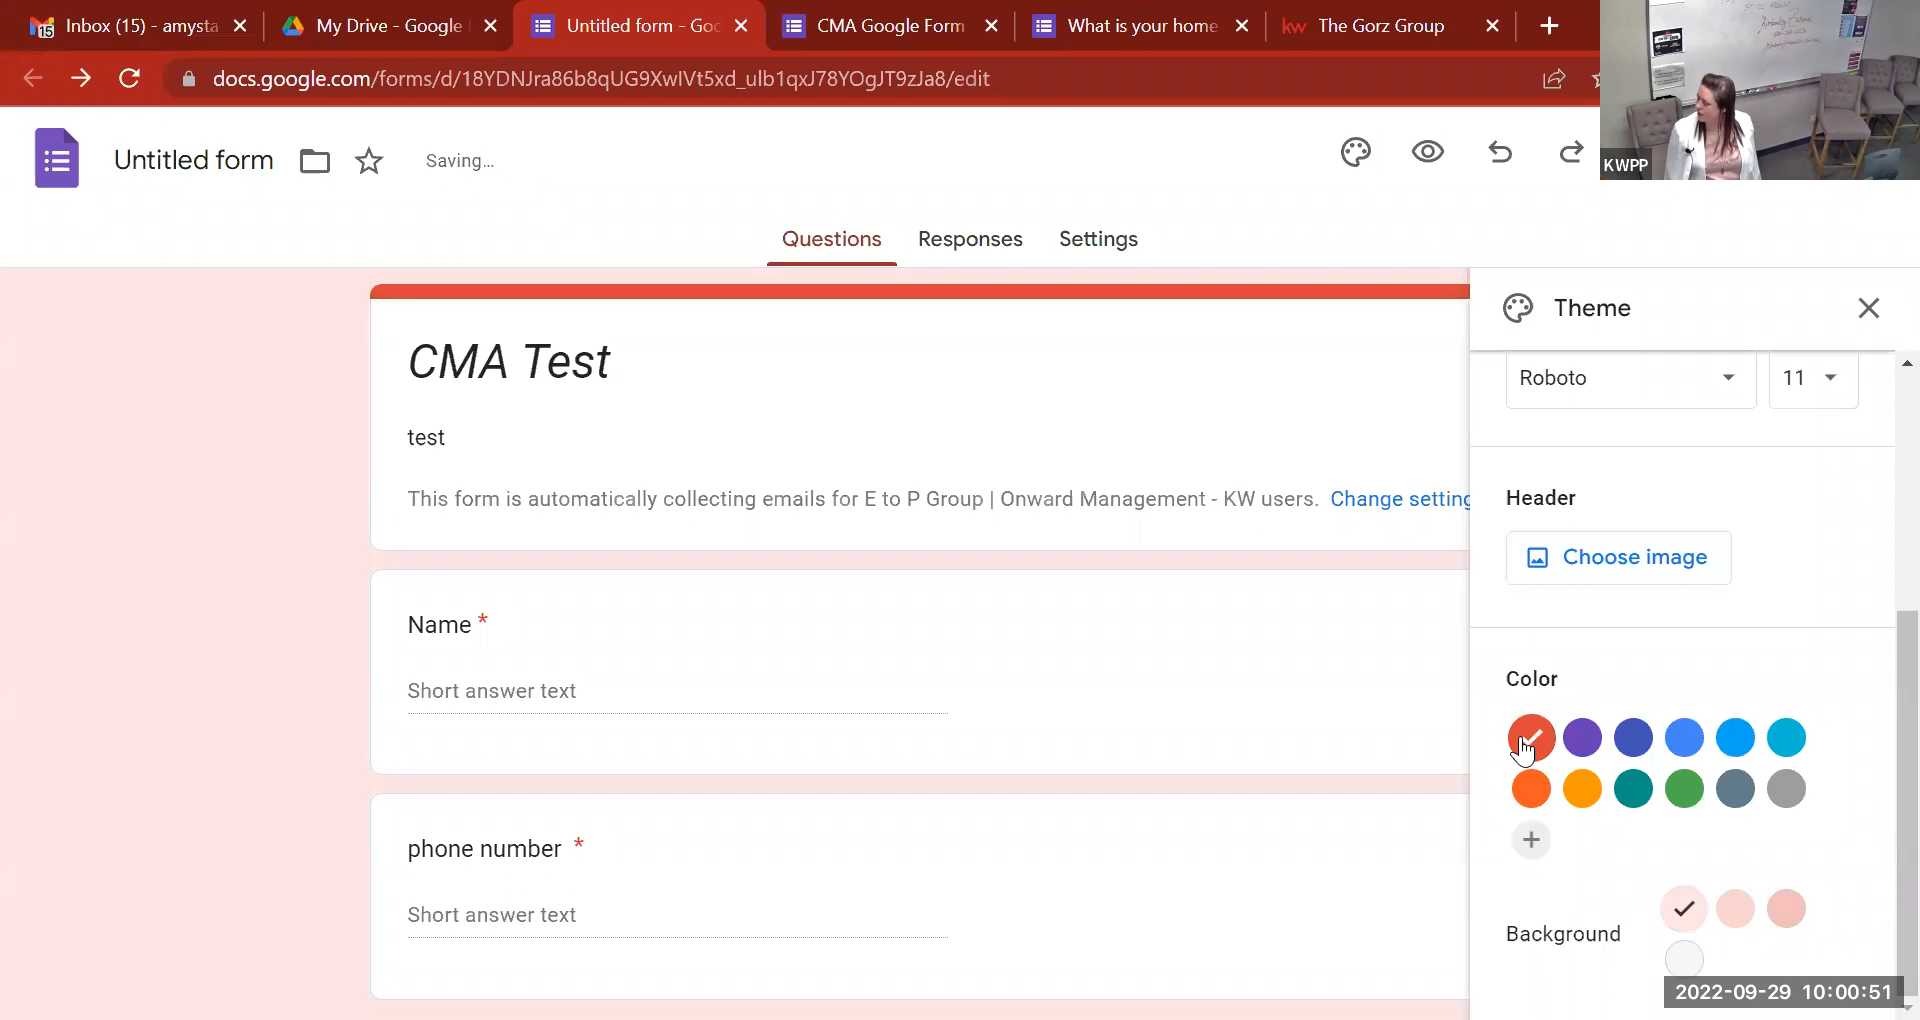 Inbox (15) - amysta
My Drive - Google
Untitled form - Goo
CMA Google Form
What is your home
kw The Gorz Group
docs.google.com/forms/d/18YDNJra86b8qUG9XwIVt5xd_ulb1qxJ78YOgJT9zJa8/edit
KWPP
Untitled form
Saving...
Questions
Responses
Settings
CMA Test
test
This form is automatically collecting emails for E to P Group | Onward Management - KW users. Change setting
Name *
Short answer text
phone number *
Short answer text
Theme
Roboto
11
Header
Choose image
Color
Background
2022-09-29 10:00:51